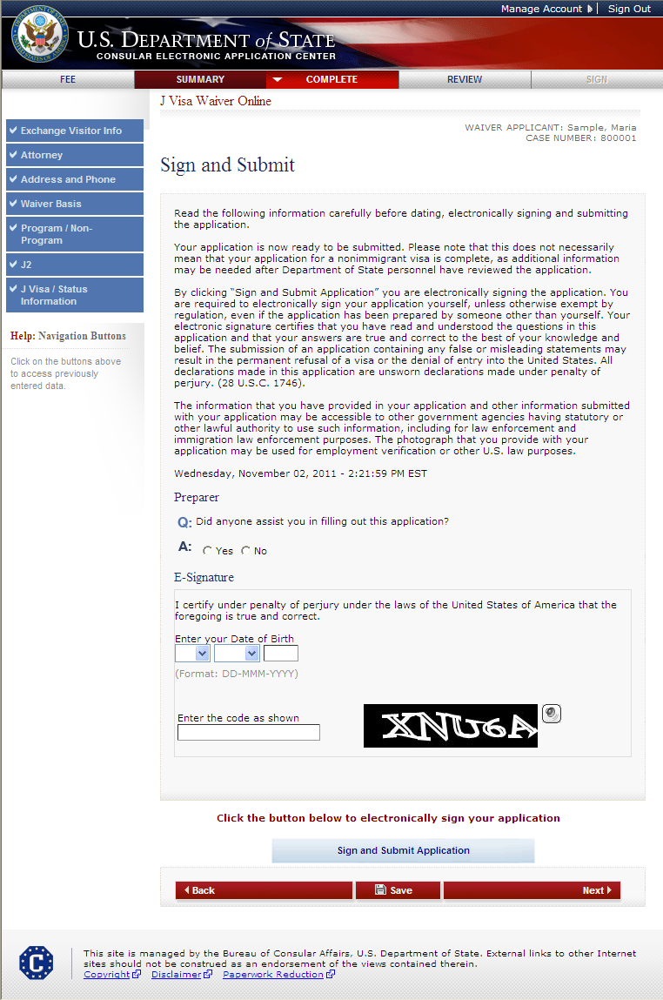 Manage Account
Sign Out
U.S. DEPARTMENT of STATE
CONSULAR ELECTRONIC APPLICATION CENTER
FEE
SUMMARY
COMPLETE
REVIEW
SIGN
J Visa Waiver Online
WAIVER APPLICANT: Sample, Maria
CASE NUMBER: 800001
Exchange Visitor Info
Attorney
Address and Phone
Waiver Basis
Program / Non-
Program
J2
J Visa / Status
Information
Help: Navigation Buttons
Click on the buttons above
to access previously
entered data.
Sign and Submit
Read the following information carefully before dating, electronically signing and submitting
the application.
Your application is now ready to be submitted. Please note that this does not necessarily
mean that your application for a nonimmigrant visa is complete, as additional information
may be needed after Department of State personnel have reviewed the application.
By clicking “Sign and Submit Application” you are electronically signing the application. You
are required to electronically sign your application yourself, unless otherwise exempt by
regulation, even if the application has been prepared by someone other than yourself. Your
electronic signature certifies that you have read and understood the questions in this
application and that your answers are true and correct to the best of your knowledge and
belief. The submission of an application containing any false or misleading statements may
result in the permanent refusal of a visa or the denial of entry into the United States. All
declarations made in this application are unsworn declarations made under penalty of
perjury. (28 U.S.C. 1746).
The information that you have provided in your application and other information submitted
with your application may be accessible to other government agencies having statutory or
other lawful authority to use such information, including for law enforcement and
immigration law enforcement purposes. The photograph that you provide with your
application may be used for employment verification or other U.S. law purposes.
Wednesday, November 02, 2011 - 2:21:59 PM EST
Preparer
Q: Did anyone assist you in filling out this application?
A: Yes No
E-Signature
I certify under penalty of perjury under the laws of the United States of America that the
foregoing is true and correct.
Enter your Date of Birth
(Format: DD-MMM-YYYY)
Enter the code as shown
XNU6A
Click the button below to electronically sign your application
Sign and Submit Application
Back
Save
Next
C
This site is managed by the Bureau of Consular Affairs, U.S. Department of State. External links to other Internet
sites should not be construed as an endorsement of the views contained therein.
Copyright Disclaimer Paperwork Reduction